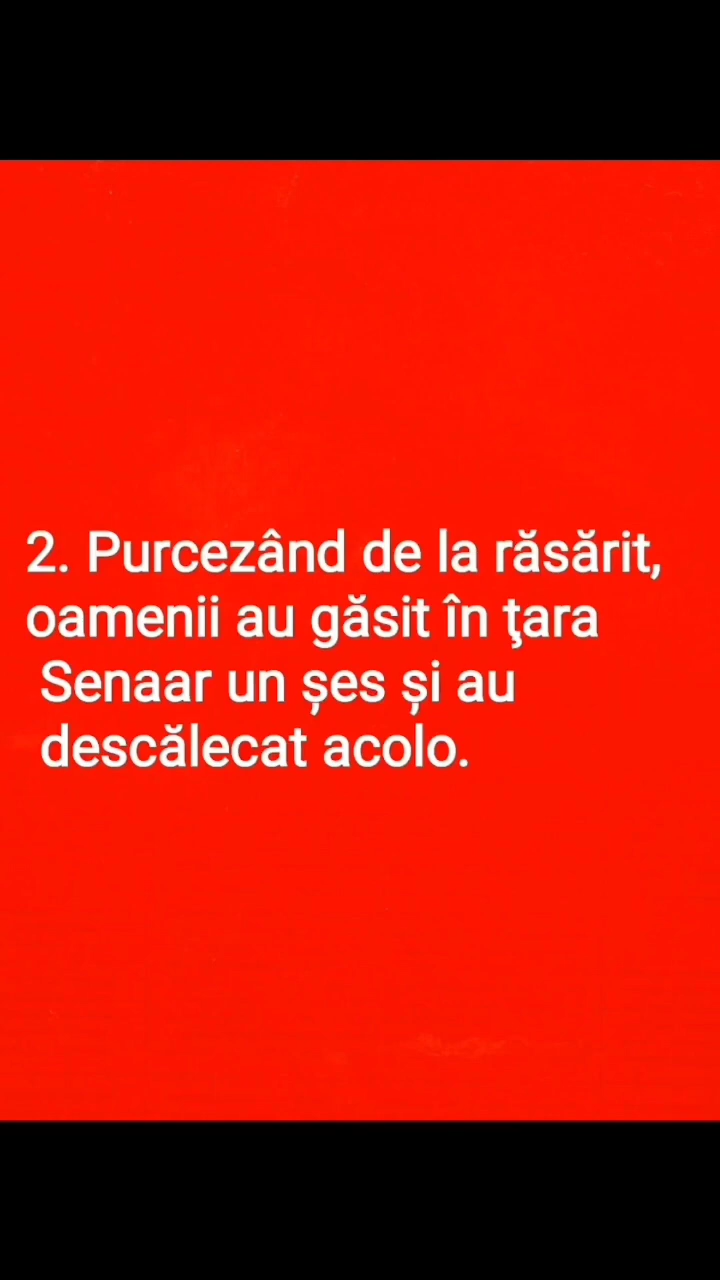 2. Purcezând de la răsărit,
oamenii au găsit în ţara
Senaar un șes și au
descălecat acolo.